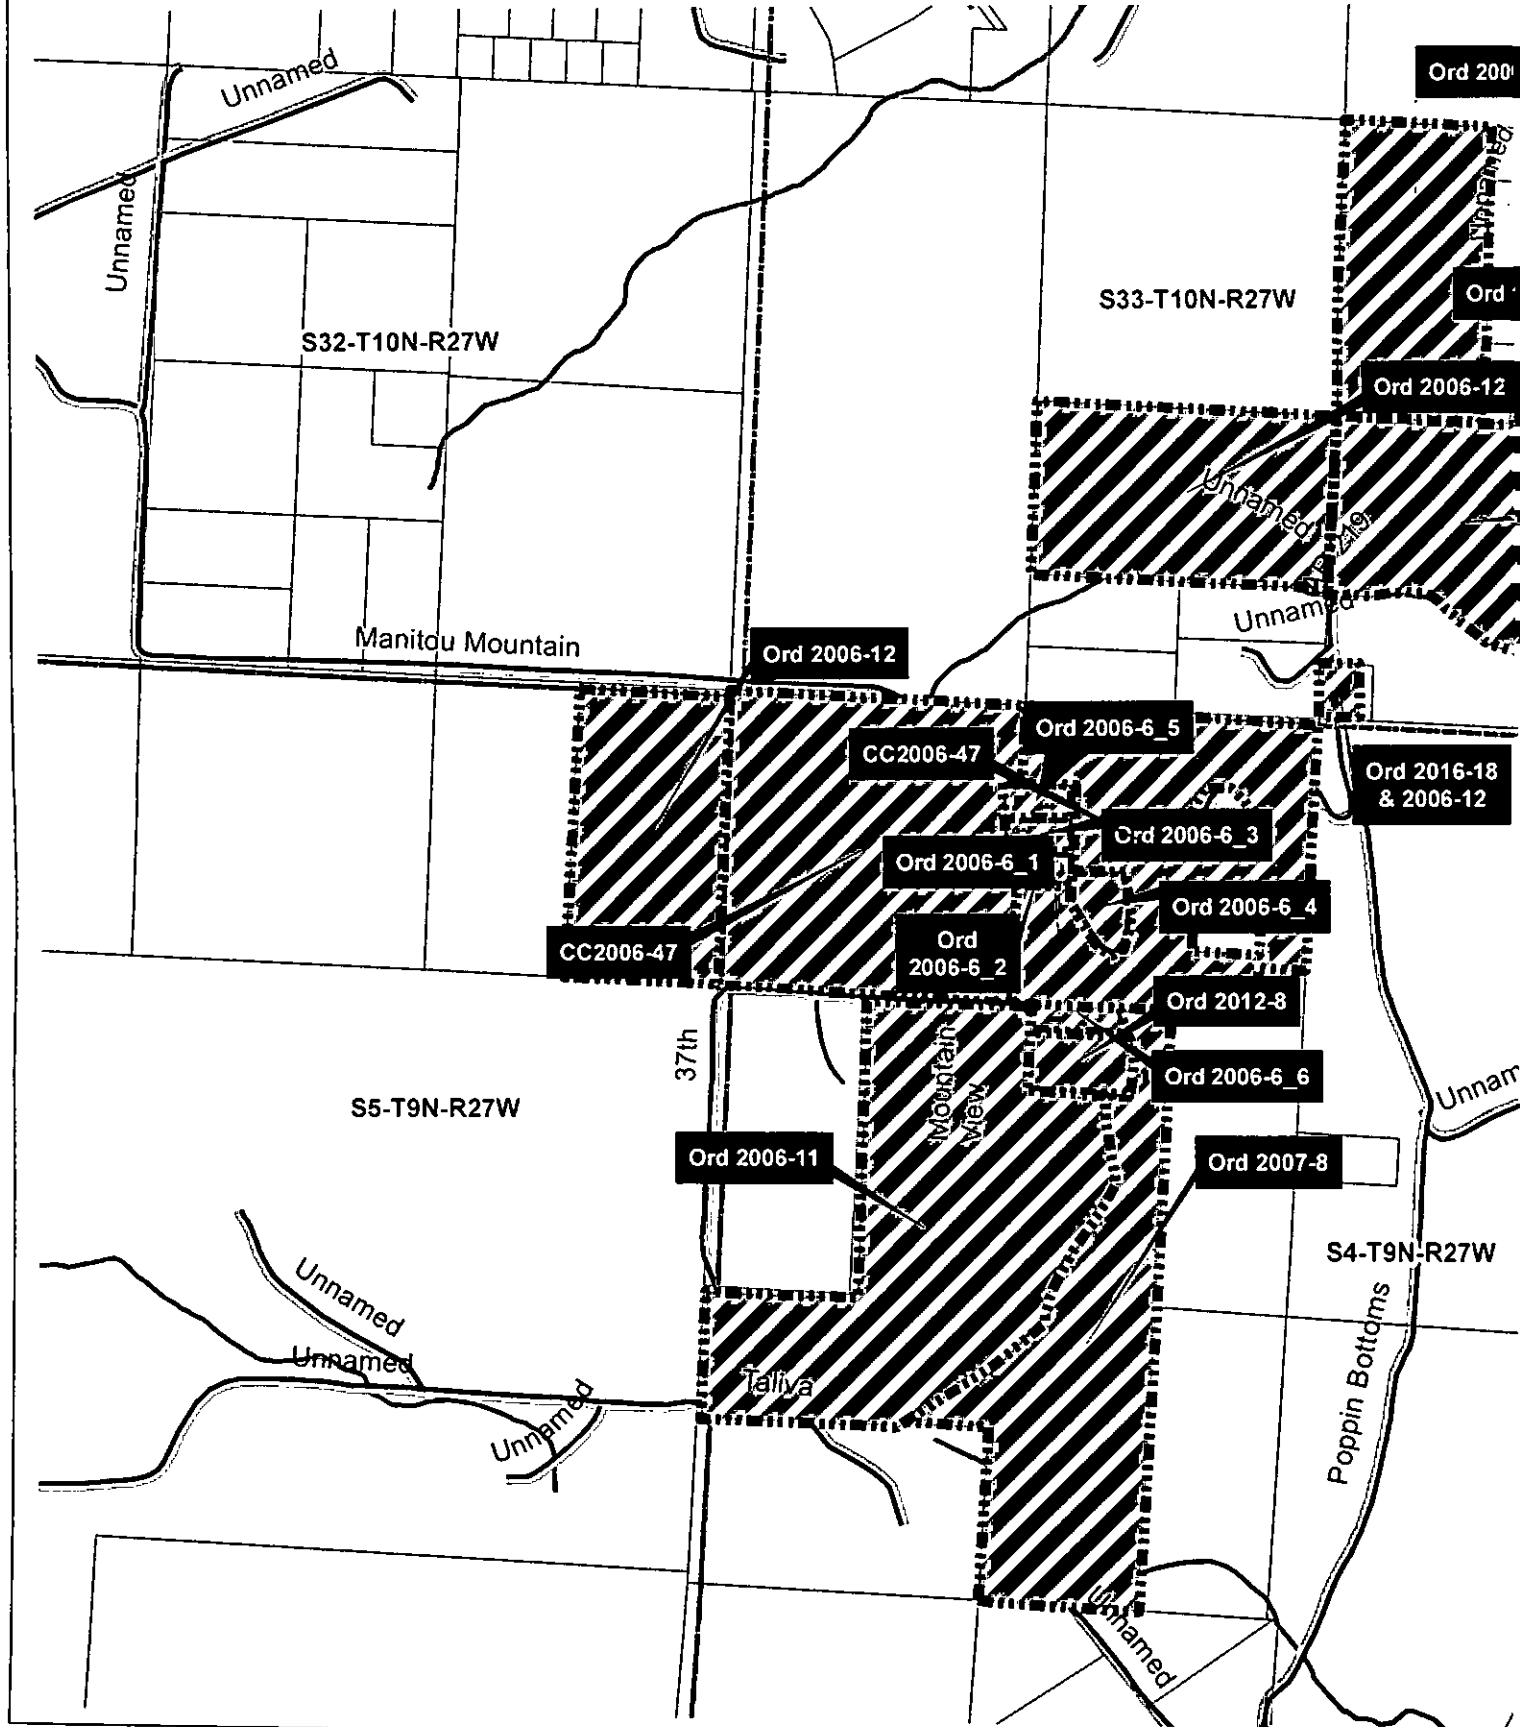 Unnamed
Ord 200
Unnamed
Unnamed
S33-T10N-R27W
Ord
S32-T10N-R27W
Ord 2006-12
Unnamed
Unnamed
Manitou Mountain
Ord 2006-12
Ord 2006-6_5
CC2006-47
Ord 2016-18
& 2006-12
Ord 2006-6_3
Ord 2006-6_1
Ord 2006-6_4
Ord
2006-6_2
CC2006-47
Ord 2012-8
37th
Mountain
View
Ord 2006-6_6
Unnam
S5-T9N-R27W
Ord 2006-11
Ord 2007-8
S4-T9N-R27W
Unnamed
Unnamed
Taliva
Poppin Bottoms
Unnamed
Unnamed